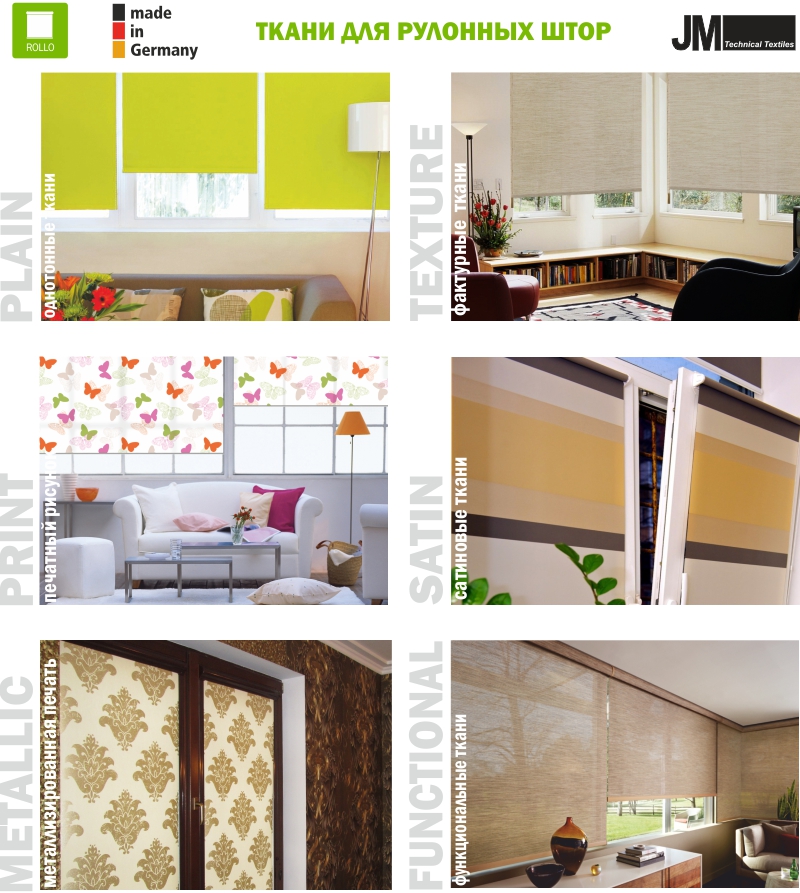 ROLLO
made
in
Germany
ТКАНИ ДЛЯ РУЛОННЫХ ШТОР
JM Technical Textiles
PLAIN
однотонные ткани
TEXTURE
фактурные ткани
PRINT
печатный рисунок
SATIN
сатиновые ткани
METALLIC
металлизированная печать
FUNCTIONAL
функциональные ткани